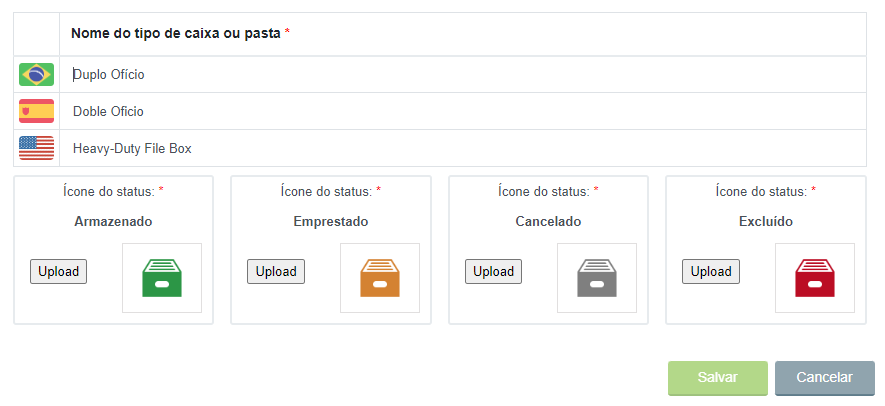 Nome do tipo de caixa ou pasta *
Duplo Ofício
Doble Oficio
Heavy-Duty File Box
Ícone do status: *
Armazenado
Upload
Ícone do status: *
Emprestado
Upload
Ícone do status: *
Cancelado
Upload
Ícone do status: *
Excluído
Upload
Salvar
Cancelar